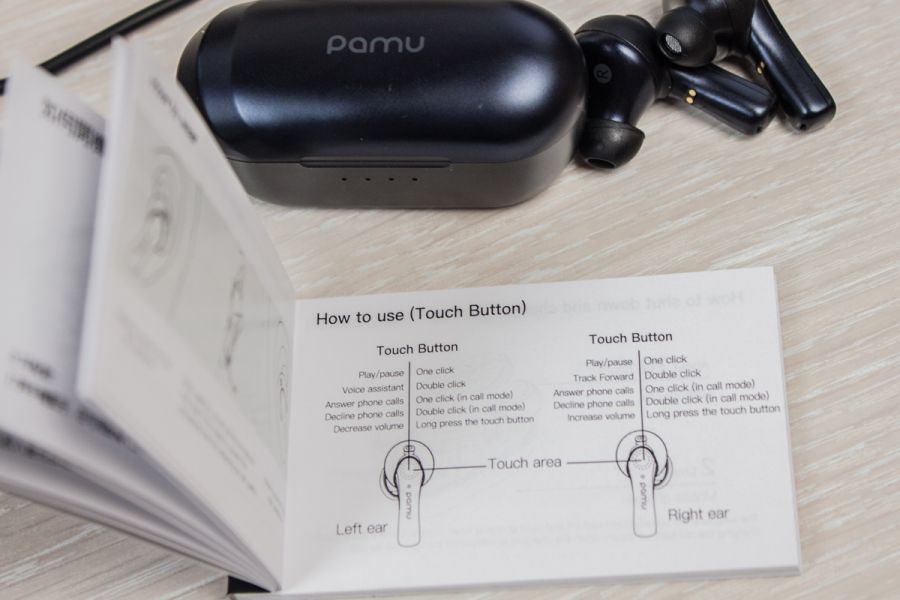 pamu
R
How to use (Touch Button)
Touch Button
Play/pause One click
Voice assistant Double click
Answer phone calls One click (in call mode)
Decline phone calls Double click (in call mode)
Decrease volume Long press the touch button
Touch Button
Play/pause One click
Track Forward Double click
Answer phone calls One click (in call mode)
Decline phone calls Double click (in call mode)
Increase volume Long press the touch button
Touch area
pamu
pamu
Left ear
Right ear